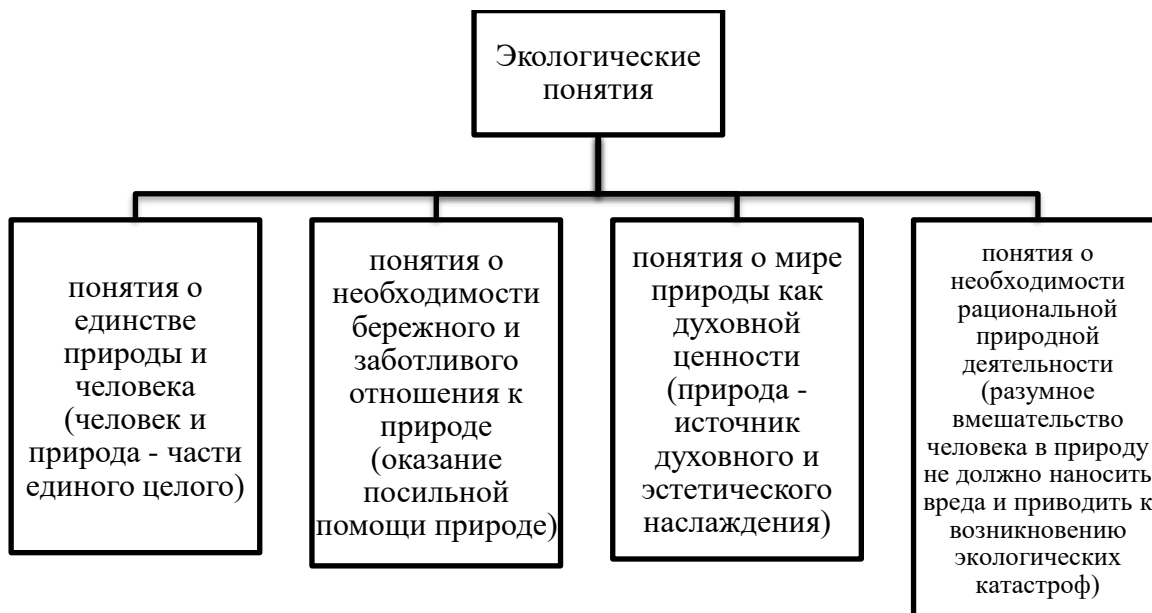 Экологические
понятия
понятия о
единстве
природы и
человека
(человек и
природа - части
единого целого)
понятия о
необходимости
бережного и
заботливого
отношения к
природе
(оказание
посильной
помощи природе)
понятия о мире
природы как
духовной
ценности
(природа -
источник
духовного и
эстетического
наслаждения)
понятия о
необходимости
рациональной
природной
деятельности
(разумное
вмешательство
человека в природу
не должно наносить
вреда и приводить к
возникновению
экологических
катастроф)